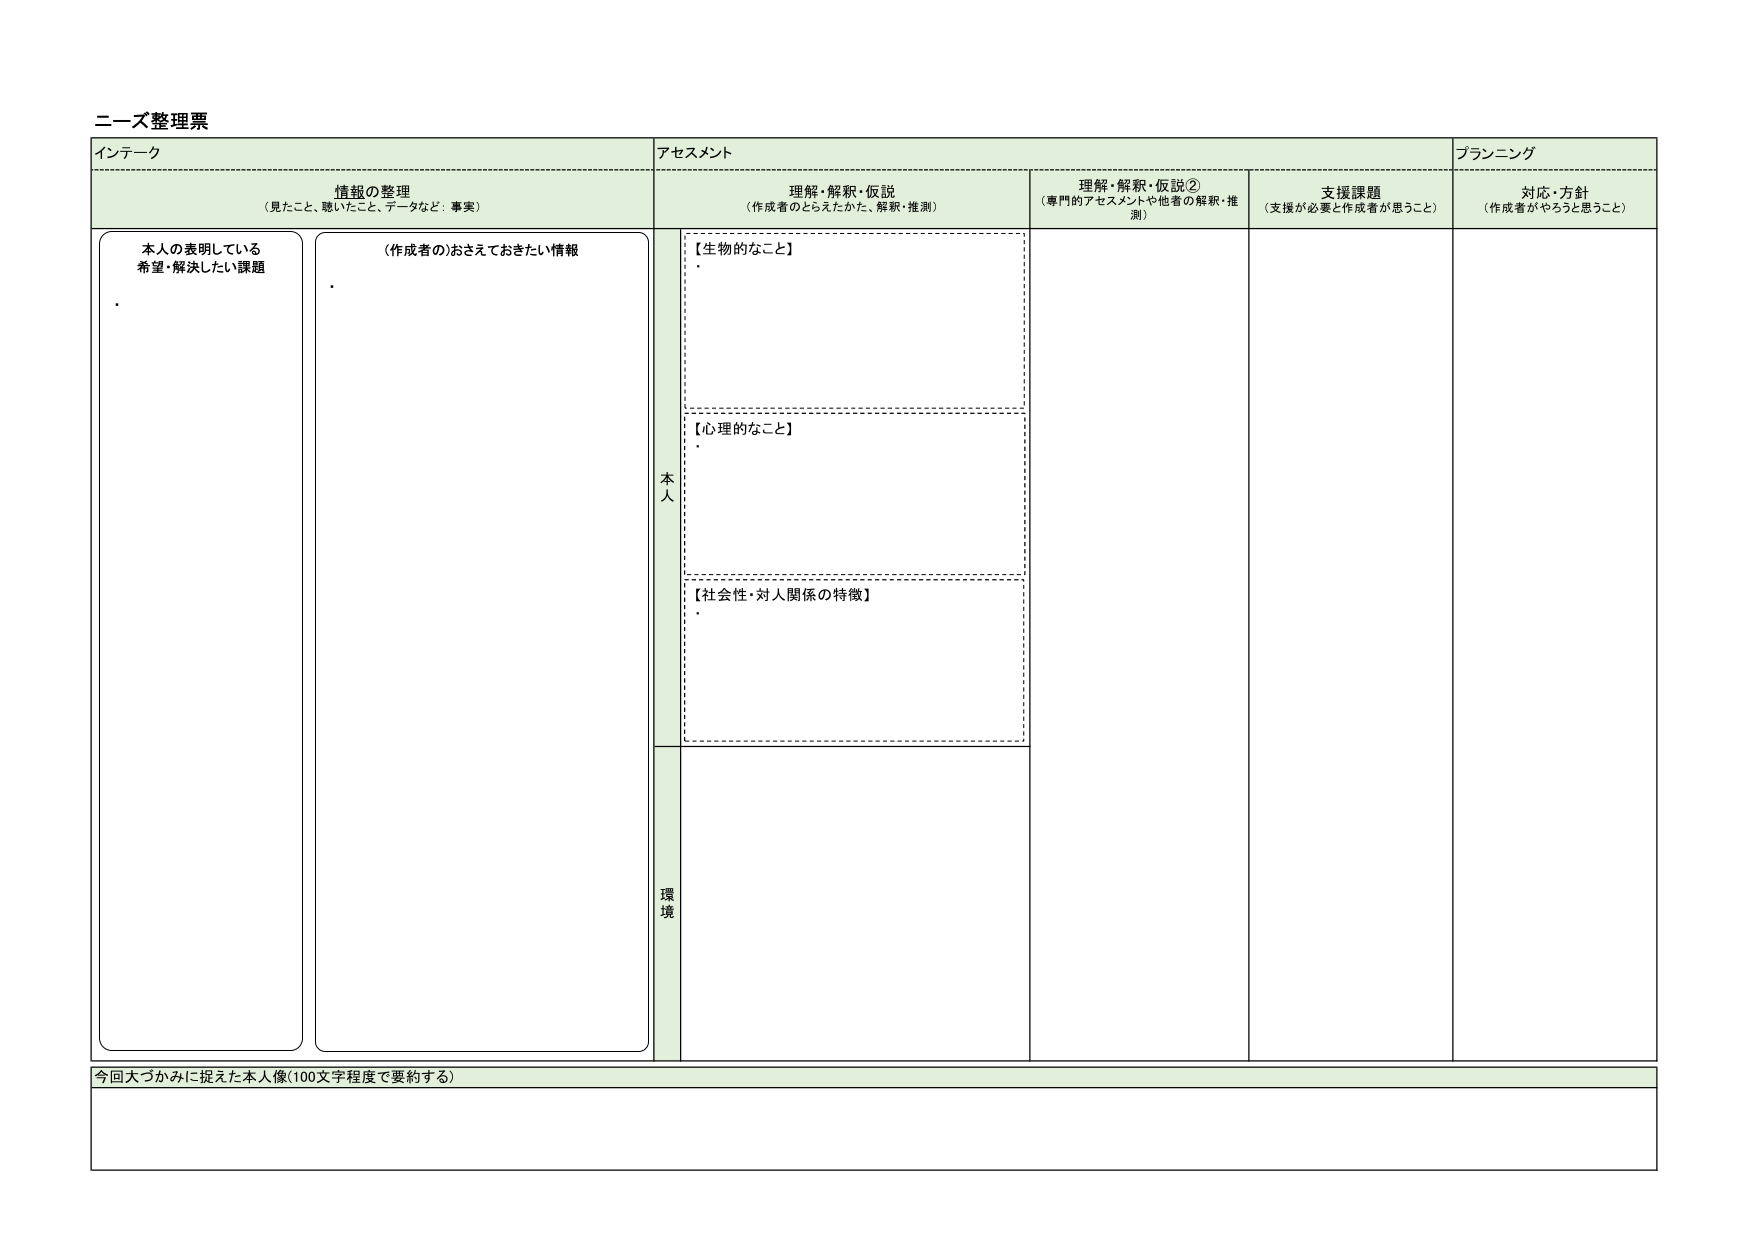 ニーズ整理票
インテーク
アセスメント
プランニング
情報の整理
（見たこと、聴いたこと、データなど：事実）
理解・解釈・仮説
（作成者のとらえたかた、解釈・推測）
理解・解釈・仮説②
（専門的アセスメントや他者の解釈・推
測）
支援課題
（支援が必要と作成者が思うこと）
対応・方針
（作成者がやろうと思うこと）
本人の表明している
希望・解決したい課題
・
（作成者の）おさえておきたい情報
・
本
人
【生物的なこと】
・
【心理的なこと】
・
【社会性・対人関係の特徴】
・
環
境
今回大づかみに捉えた本人像（100文字程度で要約する）